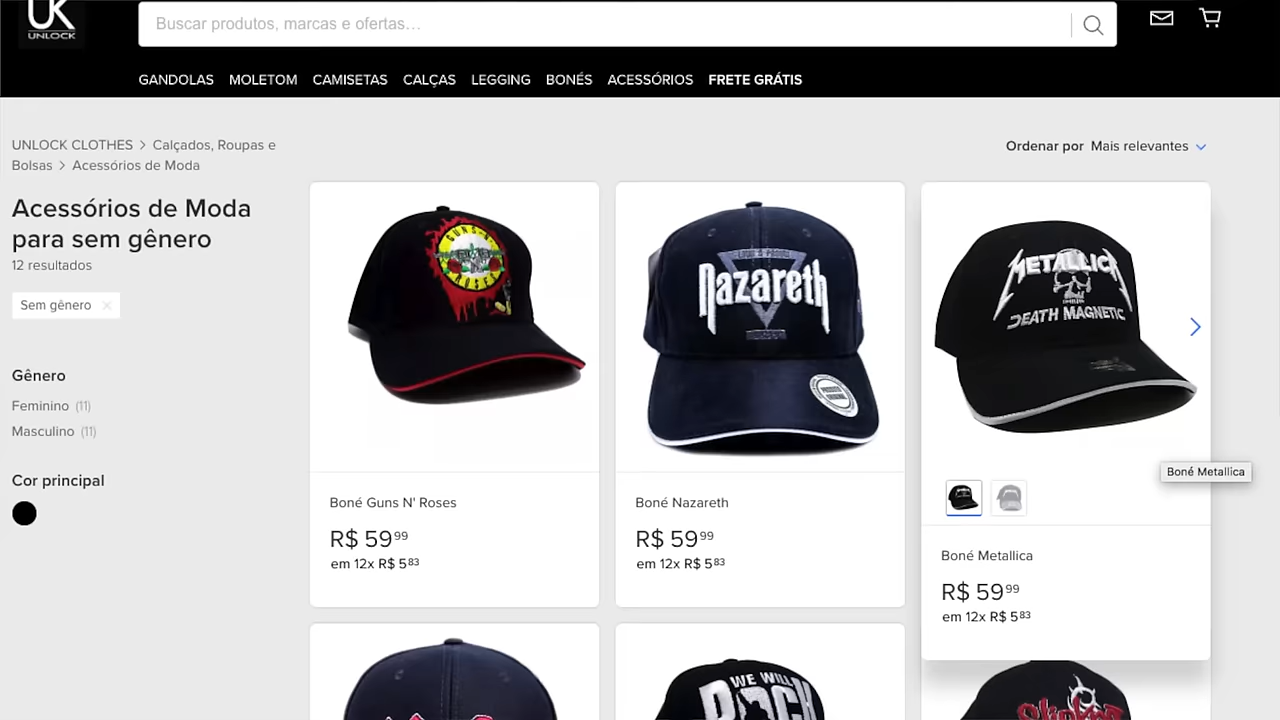 UK
UNLOCK
Buscar produtos, marcas e ofertas...
GANDOLAS MOLETOM CAMISETAS CALÇAS LEGGING BONÉS ACESSÓRIOS FRETE GRÁTIS
UNLOCK CLOTHES > Calçados, Roupas e
Bolsas > Acessórios de Moda
Ordenar por Mais relevantes
Acessórios de Moda
para sem gênero
12 resultados
Sem gênero ×
Gênero
Feminino (11)
Masculino (11)
Cor principal
GUNS N'
ROSES
Nazareth
METALLICA
DEATH MAGNETIC
Boné Metallica
Boné Guns N' Roses
R$ 59 99
em 12x R$ 5 83
Boné Nazareth
R$ 59 99
em 12x R$ 5 83
Boné Metallica
R$ 59 99
em 12x R$ 5 83
WE WILL
ROCK